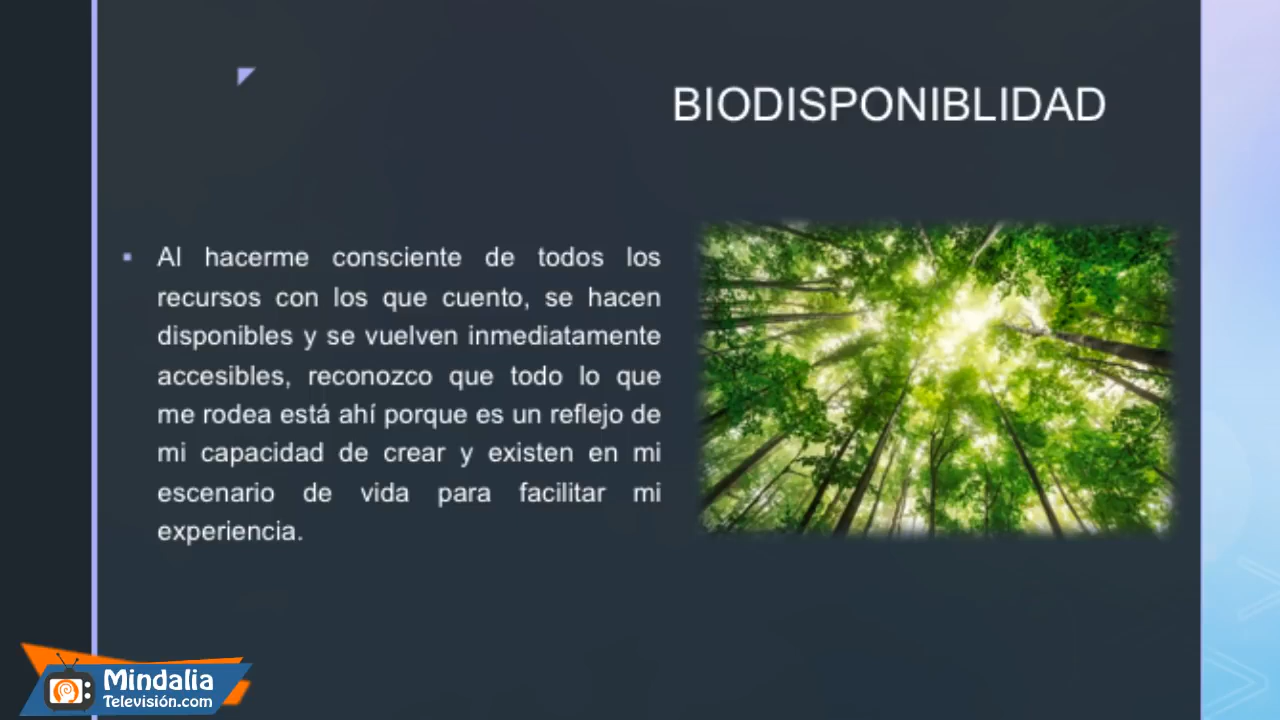 BIODISPONIBLIDAD
Al hacerme consciente de todos los
recursos con los que cuento, se hacen
disponibles y se vuelven inmediatamente
accesibles, reconozco que todo lo que
me rodea está ahí porque es un reflejo de
mi capacidad de crear y existen en mi
escenario de vida para facilitar mi
experiencia.
Mindalia
Televisión.com